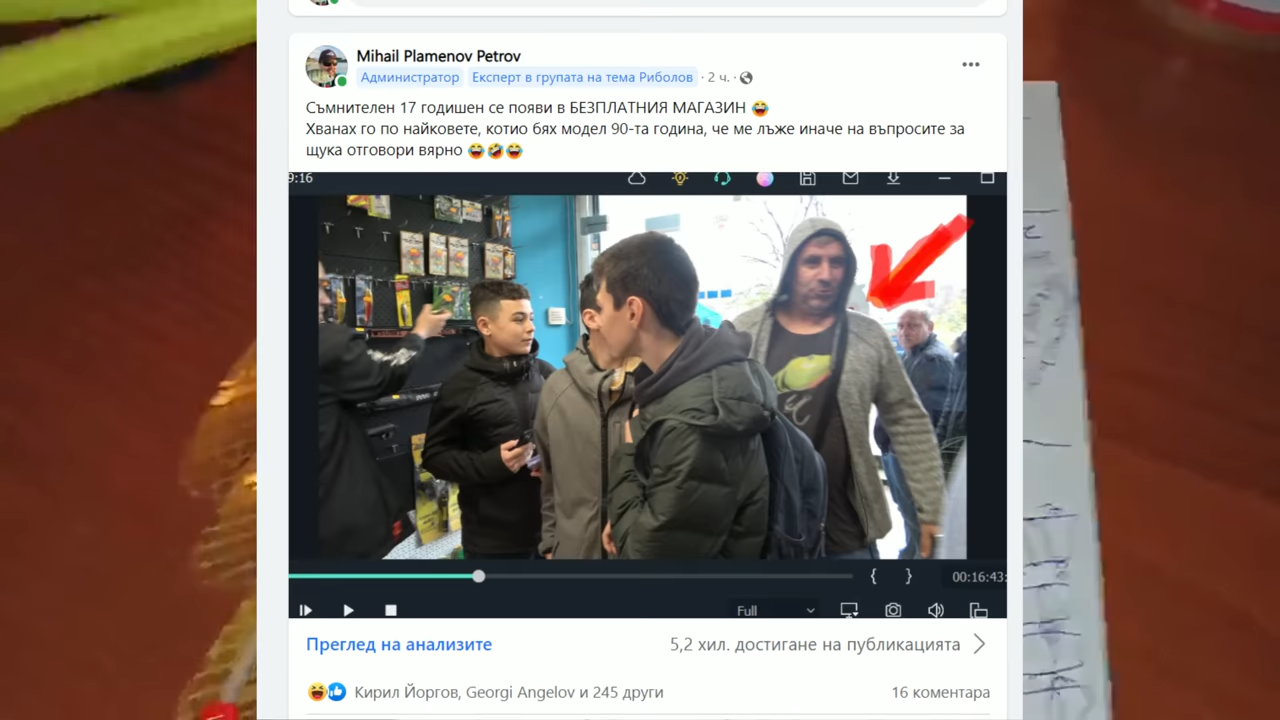 Mihail Plamenov Petrov
Администратор Експерт в групата на тема Риболов · 2 ч. ·
Съмнителен 17 годишен се появи в БЕЗПЛАТНИЯ МАГАЗИН 😂
Хванах го по найковете, котио бях модел 90-та година, че ме лъже иначе на въпросите за
щука отговори вярно 😂🤣😂
9:16
{ } 00:16:43:
Full
Преглед на анализите 5,2 хил. достигане на публикацията
Кирил Йоргов, Georgi Angelov и 245 други 16 коментара